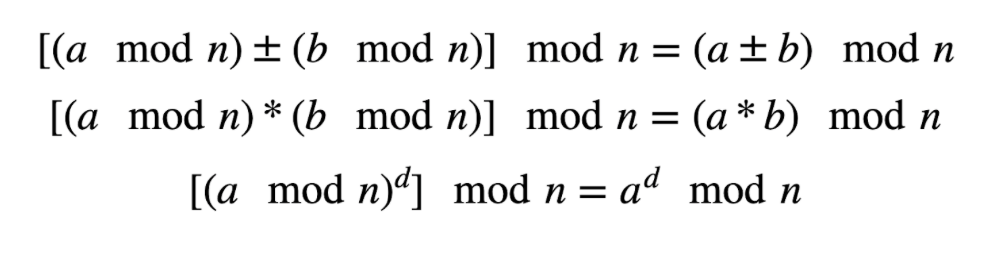 [(a mod n) ± (b mod n)] mod n = (a ± b) mod n
[(a mod n) * (b mod n)] mod n = (a * b) mod n
[(a mod n)^d] mod n = a^d mod n